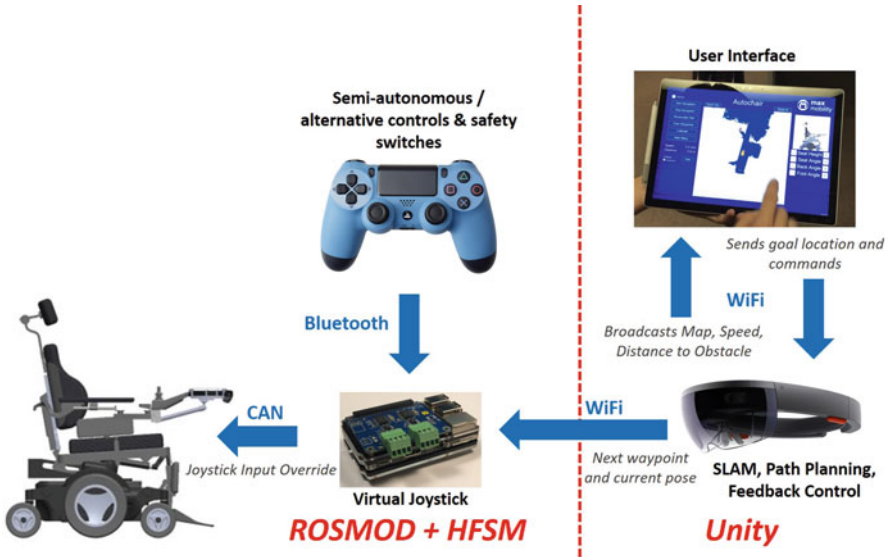 User Interface
Semi-autonomous /
alternative controls & safety
switches
Autochair
max
mobility
Seat Height
Seat Angle
Back Angle
Foot Angle
Sends goal location and
commands
WiFi
Bluetooth
Broadcasts Map, Speed,
Distance to Obstacle
CAN
Joystick Input Override
WiFi
Next waypoint
and current pose
SLAM, Path Planning,
Feedback Control
Virtual Joystick
ROSMOD + HFSM
Unity